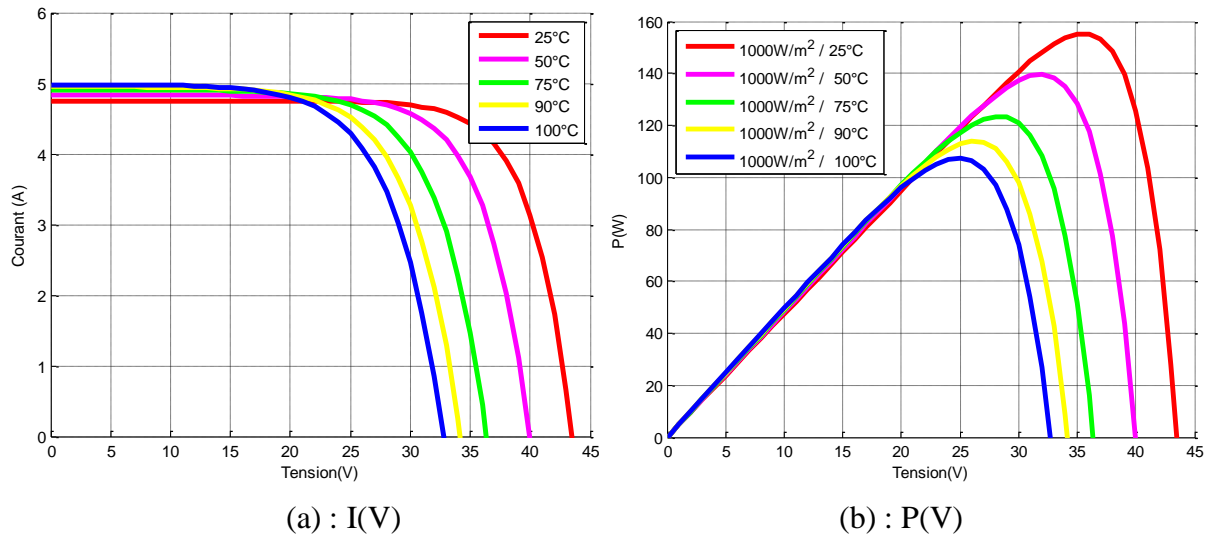 6
5
4
3
2
1
0
Courant (A)
0 5 10 15 20 25 30 35 40 45
Tension(V)
25°C
50°C
75°C
90°C
100°C
(a) : I(V)
160
140
120
100
80
60
40
20
0
P(W)
0 5 10 15 20 25 30 35 40 45
Tension(V)
1000W/m² / 25°C
1000W/m² / 50°C
1000W/m² / 75°C
1000W/m² / 90°C
1000W/m² / 100°C
(b) : P(V)